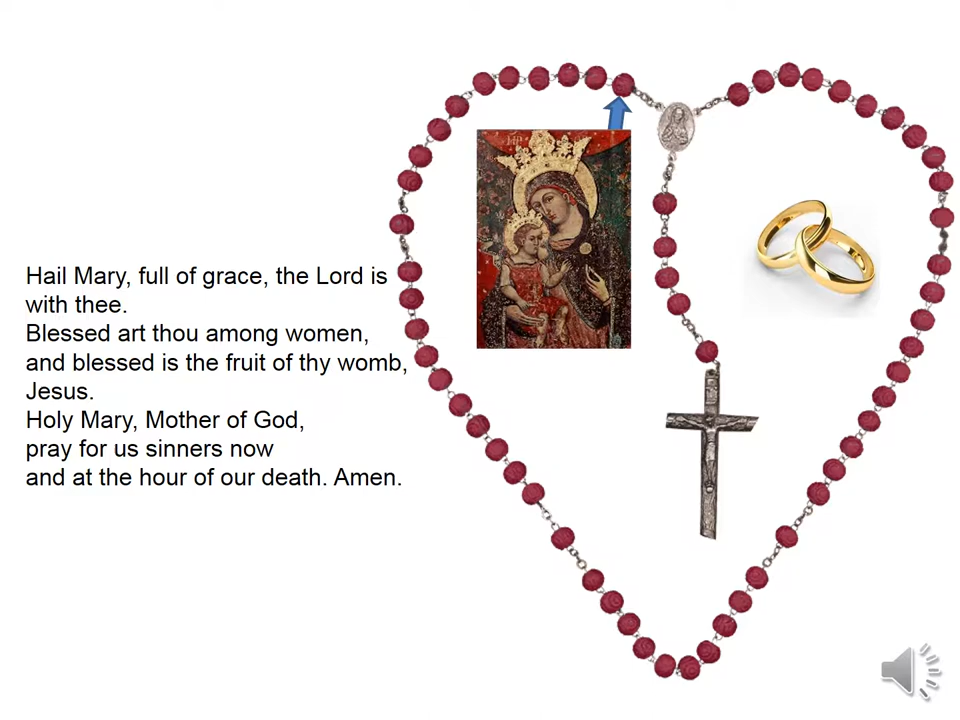 Hail Mary, full of grace, the Lord is
with thee.
Blessed art thou among women,
and blessed is the fruit of thy womb,
Jesus.
Holy Mary, Mother of God,
pray for us sinners now
and at the hour of our death. Amen.